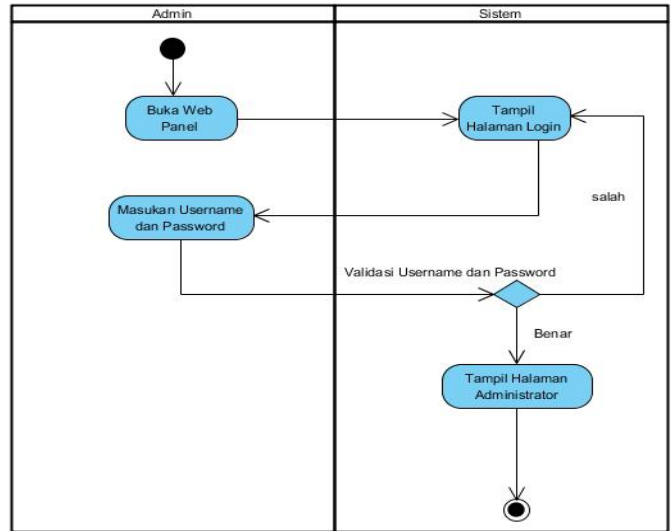 Admin
Sistem
Buka Web
Panel
Tampil
Halaman Login
Masukan Username
dan Password
salah
Validasi Username dan Password
Benar
Tampil Halaman
Administrator